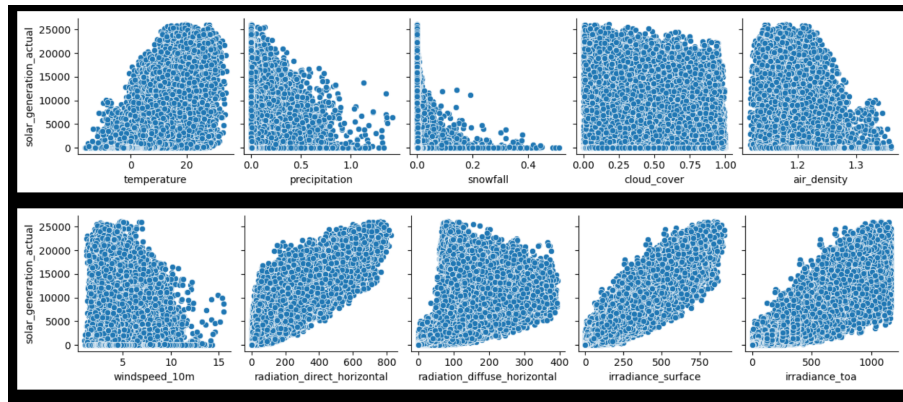 solar_generation_actual
25000
20000
15000
10000
5000
0
0 20
temperature
0.0 0.5 1.0
precipitation
0.0 0.2 0.4
snowfall
0.00 0.25 0.50 0.75 1.00
cloud_cover
1.2 1.3
air_density
solar_generation_actual
25000
20000
15000
10000
5000
0
5 10 15
windspeed_10m
0 200 400 600 800
radiation_direct_horizontal
0 100 200 300 400
radiation_diffuse_horizontal
0 250 500 750
irradiance_surface
0 500 1000
irradiance_toa